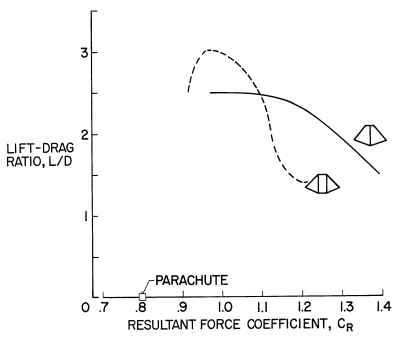 3
2
LIFT-DRAG
RATIO, L/D
1
PARACHUTE
0 .7 .8 .9 1.0 1.1 1.2 1.3 1.4
RESULTANT FORCE COEFFICIENT, CR